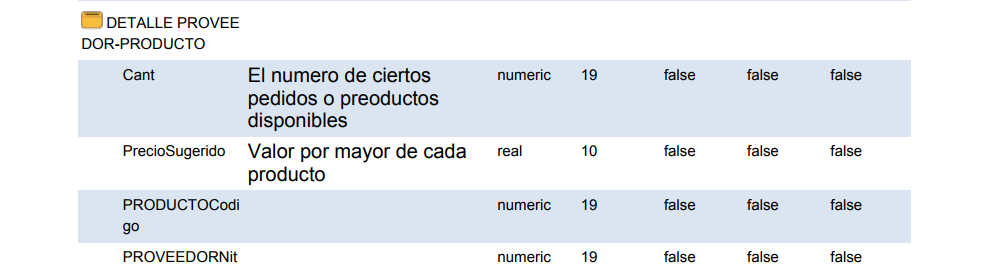 DETALLE PROVEE
DOR-PRODUCTO
Cant El numero de ciertos pedidos o preoductos disponibles numeric 19 false false false
PrecioSugerido Valor por mayor de cada producto real 10 false false false
PRODUCTOCodi
go numeric 19 false false false
PROVEEDORNit numeric 19 false false false